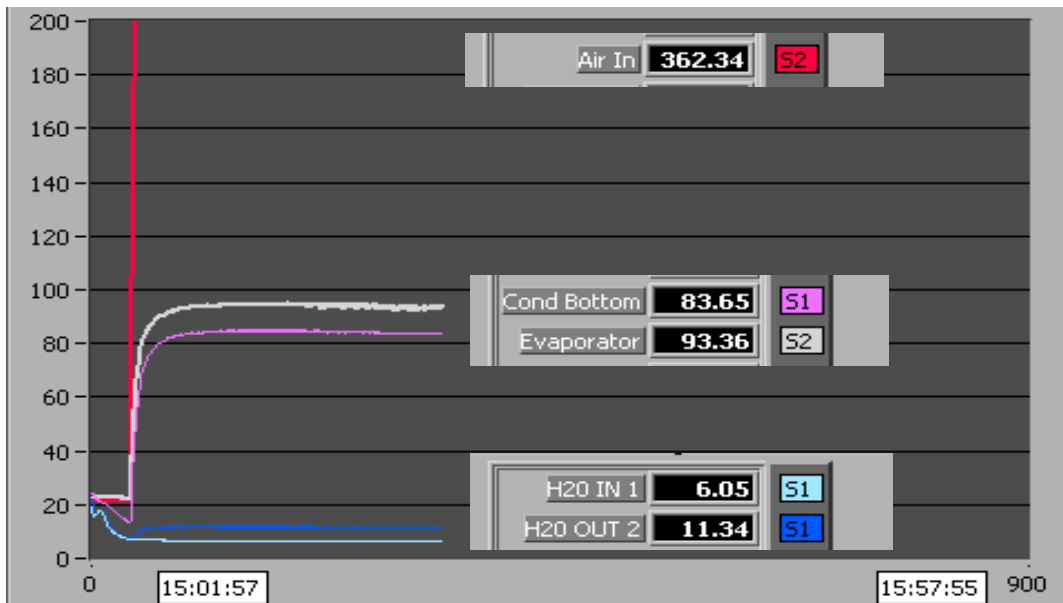 200
Air In 362.34 S2
180
160
140
120
100
Cond Bottom 83.65 S1
80
Evaporator 93.36 S2
60
40
H20 IN 1 6.05 S1
20
H20 OUT 2 11.34 S1
0
0 15:01:57 15:57:55 900